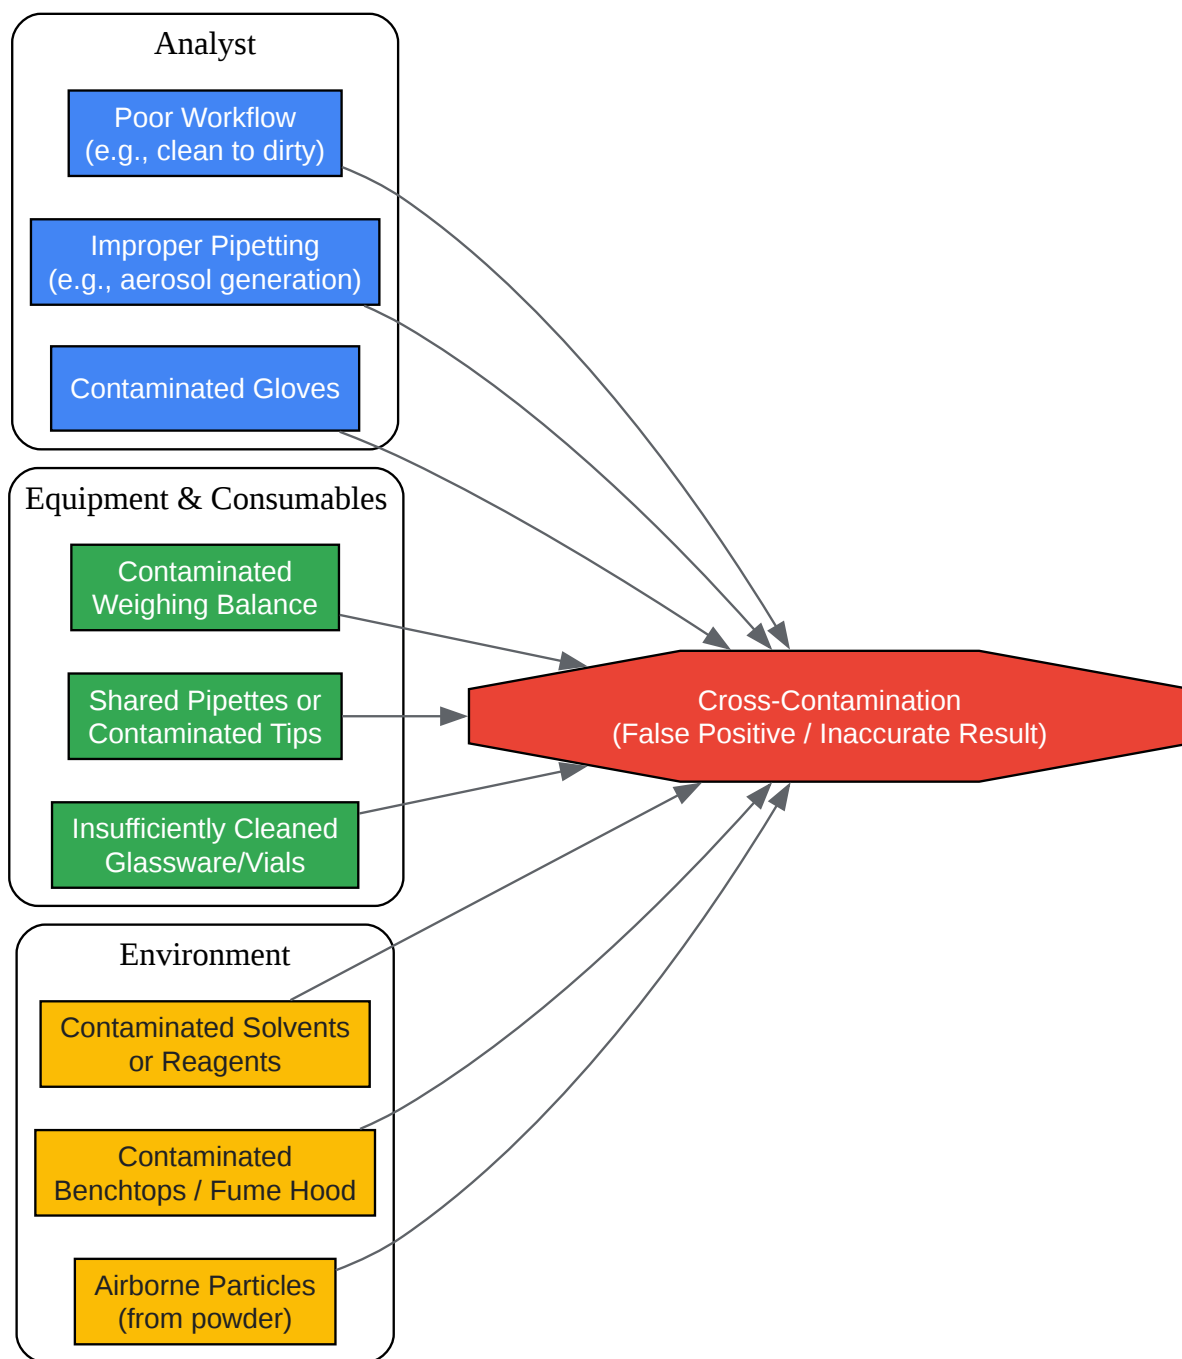 Analyst
Poor Workflow
(e.g., clean to dirty)
Improper Pipetting
(e.g., aerosol generation)
Contaminated Gloves
Equipment & Consumables
Contaminated
Weighing Balance
Shared Pipettes or
Contaminated Tips
Insufficiently Cleaned
Glassware/Vials
Cross-Contamination
(False Positive / Inaccurate Result)
Environment
Contaminated Solvents
or Reagents
Contaminated
Benchtops / Fume Hood
Airborne Particles
(from powder)